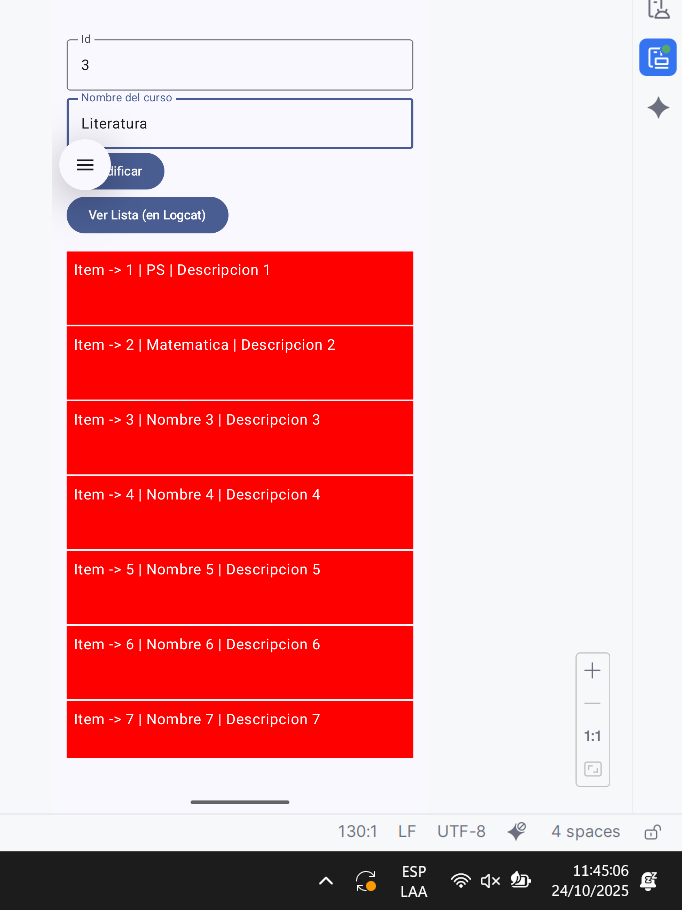 Id
3
Nombre del curso
Literatura
dificar
Ver Lista (en Logcat)
Item -> 1 | PS | Descripcion 1
Item -> 2 | Matematica | Descripcion 2
Item -> 3 | Nombre 3 | Descripcion 3
Item -> 4 | Nombre 4 | Descripcion 4
Item -> 5 | Nombre 5 | Descripcion 5
Item -> 6 | Nombre 6 | Descripcion 6
Item -> 7 | Nombre 7 | Descripcion 7
1:1
130:1 LF UTF-8 4 spaces
ESP 11:45:06
LAA 24/10/2025